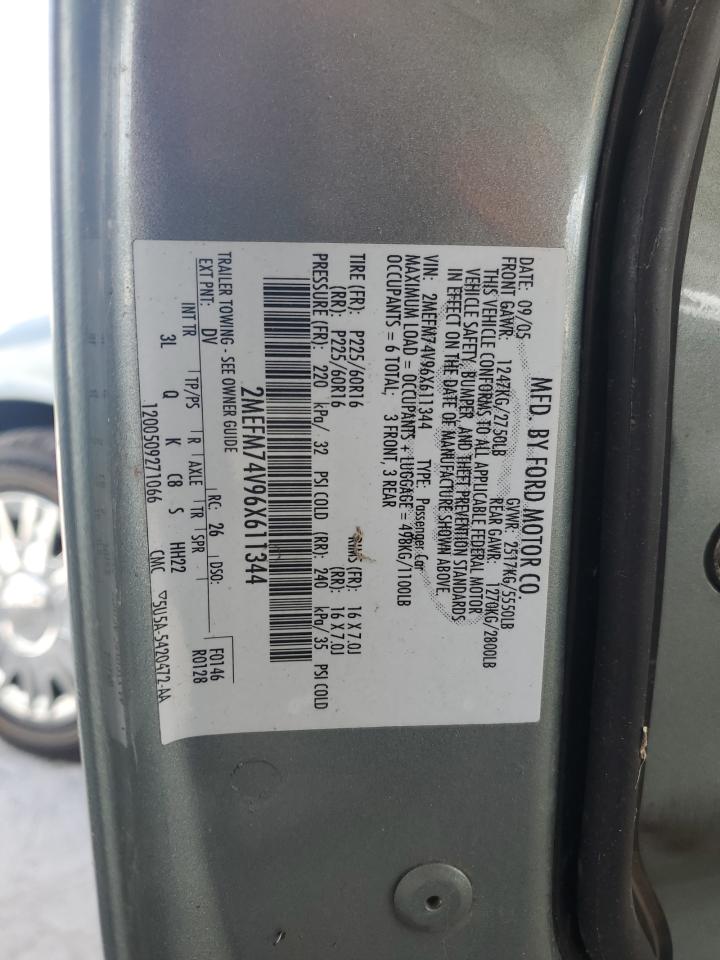 MFD. BY FORD MOTOR CO.
DATE: 09/05 GVWR: 2517KG/5550LB
FRONT GAWR: 1247KG/2750LB REAR GAWR: 1270KG/2800LB
THIS VEHICLE CONFORMS TO ALL APPLICABLE FEDERAL MOTOR
VEHICLE SAFETY, BUMPER, AND THEFT PREVENTION STANDARDS
IN EFFECT ON THE DATE OF MANUFACTURE SHOWN ABOVE.
VIN: 2MEFM74V96X611344 TYPE: Passenger Car
MAXIMUM LOAD = OCCUPANTS + LUGGAGE = 498KG/1100LB
OCCUPANTS = 6 TOTAL; 3 FRONT, 3 REAR
TIRE (FR): P225/60R16 RIMS (FR): 16 X 7.0J
(RR): P225/60R16 (RR): 16 X 7.0J
PRESSURE (FR): 220 kPa/ 32 PSI COLD (RR): 240 kPa/35 PSI COLD
2MEFM74V96X611344
TRAILER TOWING - SEE OWNER GUIDE F0146
EXT PNT: DV RC: 26 DSO: R0128
INT TR TP/PS R AXLE TR SPR
3L Q K C8 S HH22
1200509271066 CMC ▽5U5A-5420472-AA